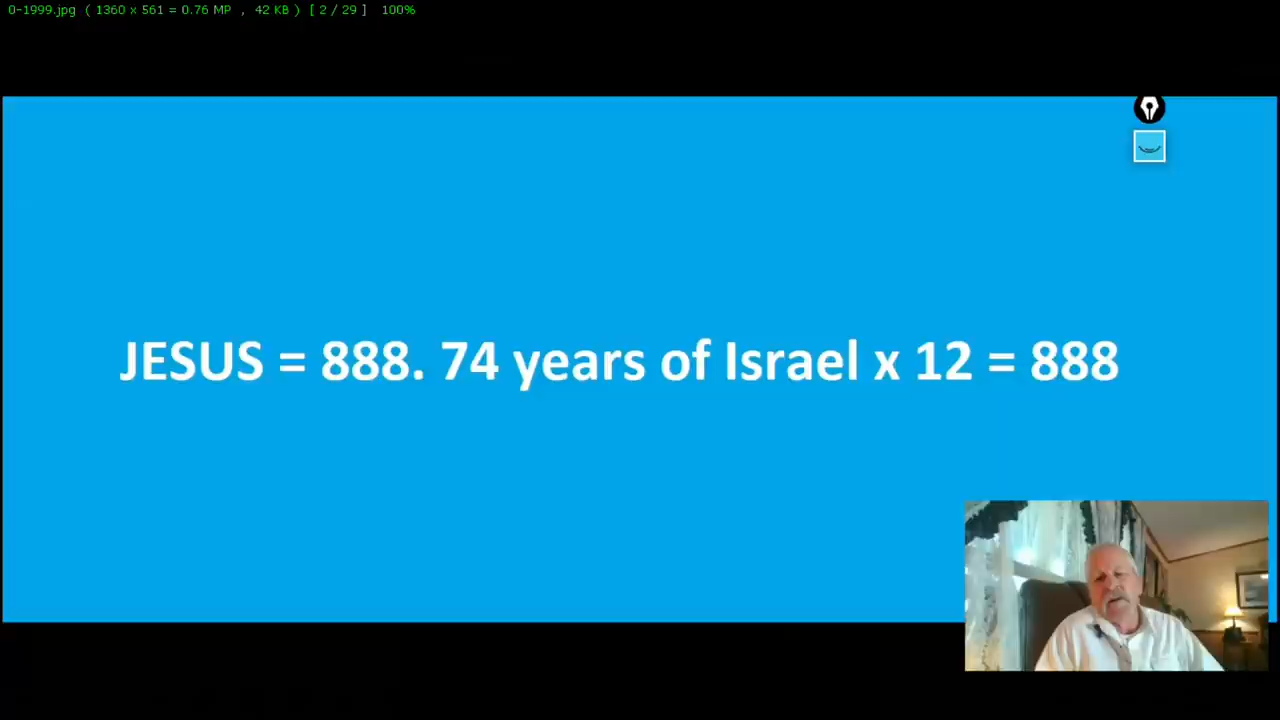 0-1999.jpg ( 1360 x 561 = 0.76 MP , 42 KB ) [ 2 / 29 ] 100%
JESUS = 888. 74 years of Israel x 12 = 888